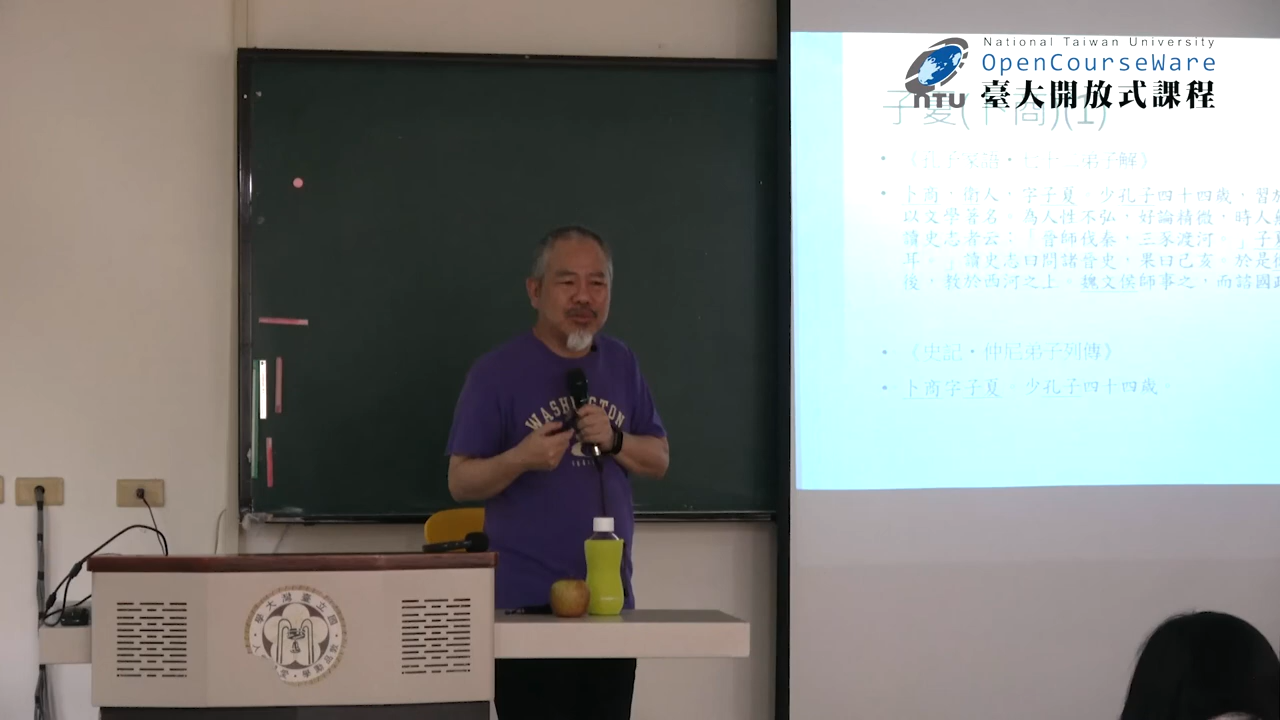 National Taiwan University
OpenCourseWare
NTU
臺大開放式課程
子夏(卜商)(1)
• 《孔子家語·七十二弟子解》
• 卜商,衛人,字子夏。少孔子四十四歲。習於
以文學著名。為人性不弘,好論精微,時人
讀史志者云:「晉師伐秦,三豕渡河。」子夏
耳。」讀史志曰問諸晉史,果曰己亥。於是
後,教於西河之上。魏文侯師事之,而諮國政
• 《史記·仲尼弟子列傳》
• 卜商字子夏。少孔子四十四歲。
WASHINGTON